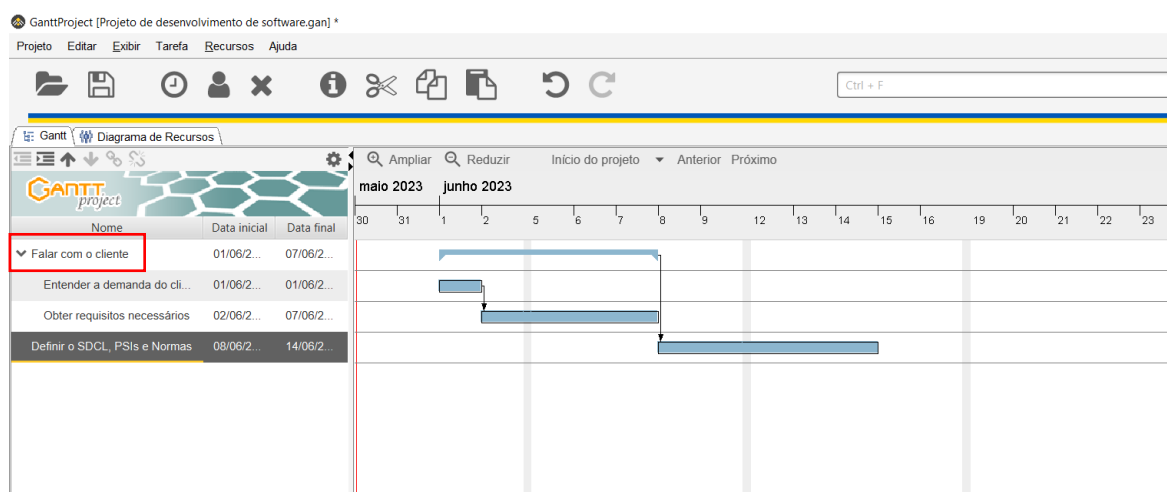 GanttProject [Projeto de desenvolvimento de software.gan] *
Projeto Editar Exibir Tarefa Recursos Ajuda
Ctrl + F
Gantt Diagrama de Recursos
Ampliar Reduzir Início do projeto Anterior Próximo
GANTT project
maio 2023 junho 2023
30 31 1 2 5 6 7 8 9 12 13 14 15 16 19 20 21 22 23
Nome Data inicial Data final
Falar com o cliente 01/06/2... 07/06/2...
Entender a demanda do cli... 01/06/2... 01/06/2...
Obter requisitos necessários 02/06/2... 07/06/2...
Definir o SDCL, PSIs e Normas 08/06/2... 14/06/2...